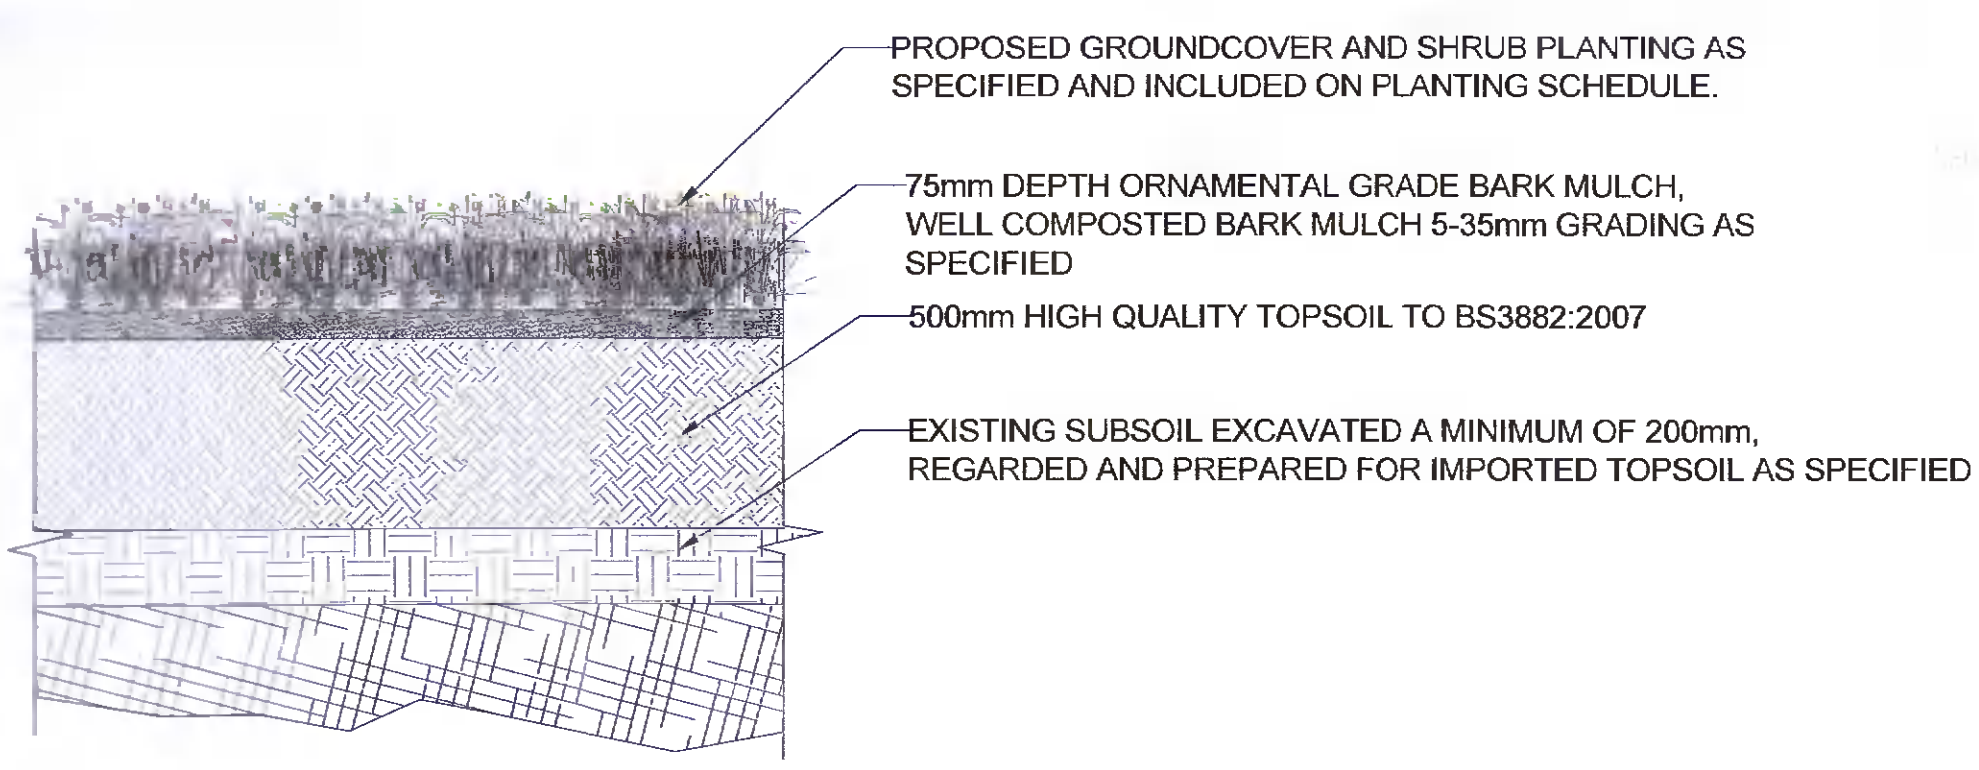 PROPOSED GROUNDCOVER AND SHRUB PLANTING AS
SPECIFIED AND INCLUDED ON PLANTING SCHEDULE.
75mm DEPTH ORNAMENTAL GRADE BARK MULCH,
WELL COMPOSTED BARK MULCH 5-35mm GRADING AS
SPECIFIED
500mm HIGH QUALITY TOPSOIL TO BS3882:2007
EXISTING SUBSOIL EXCAVATED A MINIMUM OF 200mm,
REGARDED AND PREPARED FOR IMPORTED TOPSOIL AS SPECIFIED